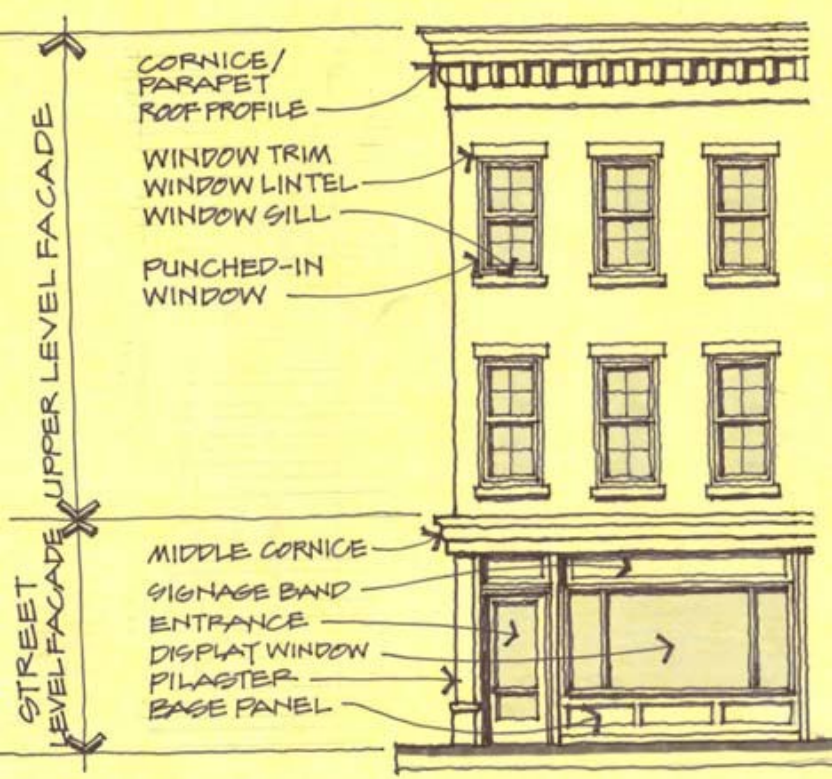 CORNICE/
PARAPET
ROOF PROFILE
WINDOW TRIM
WINDOW LINTEL
WINDOW SILL
PUNCHED-IN
WINDOW
UPPER LEVEL FACADE
MIDDLE CORNICE
SIGNAGE BAND
ENTRANCE
DISPLAY WINDOW
PILASTER
BASE PANEL
STREET
LEVEL FACADE